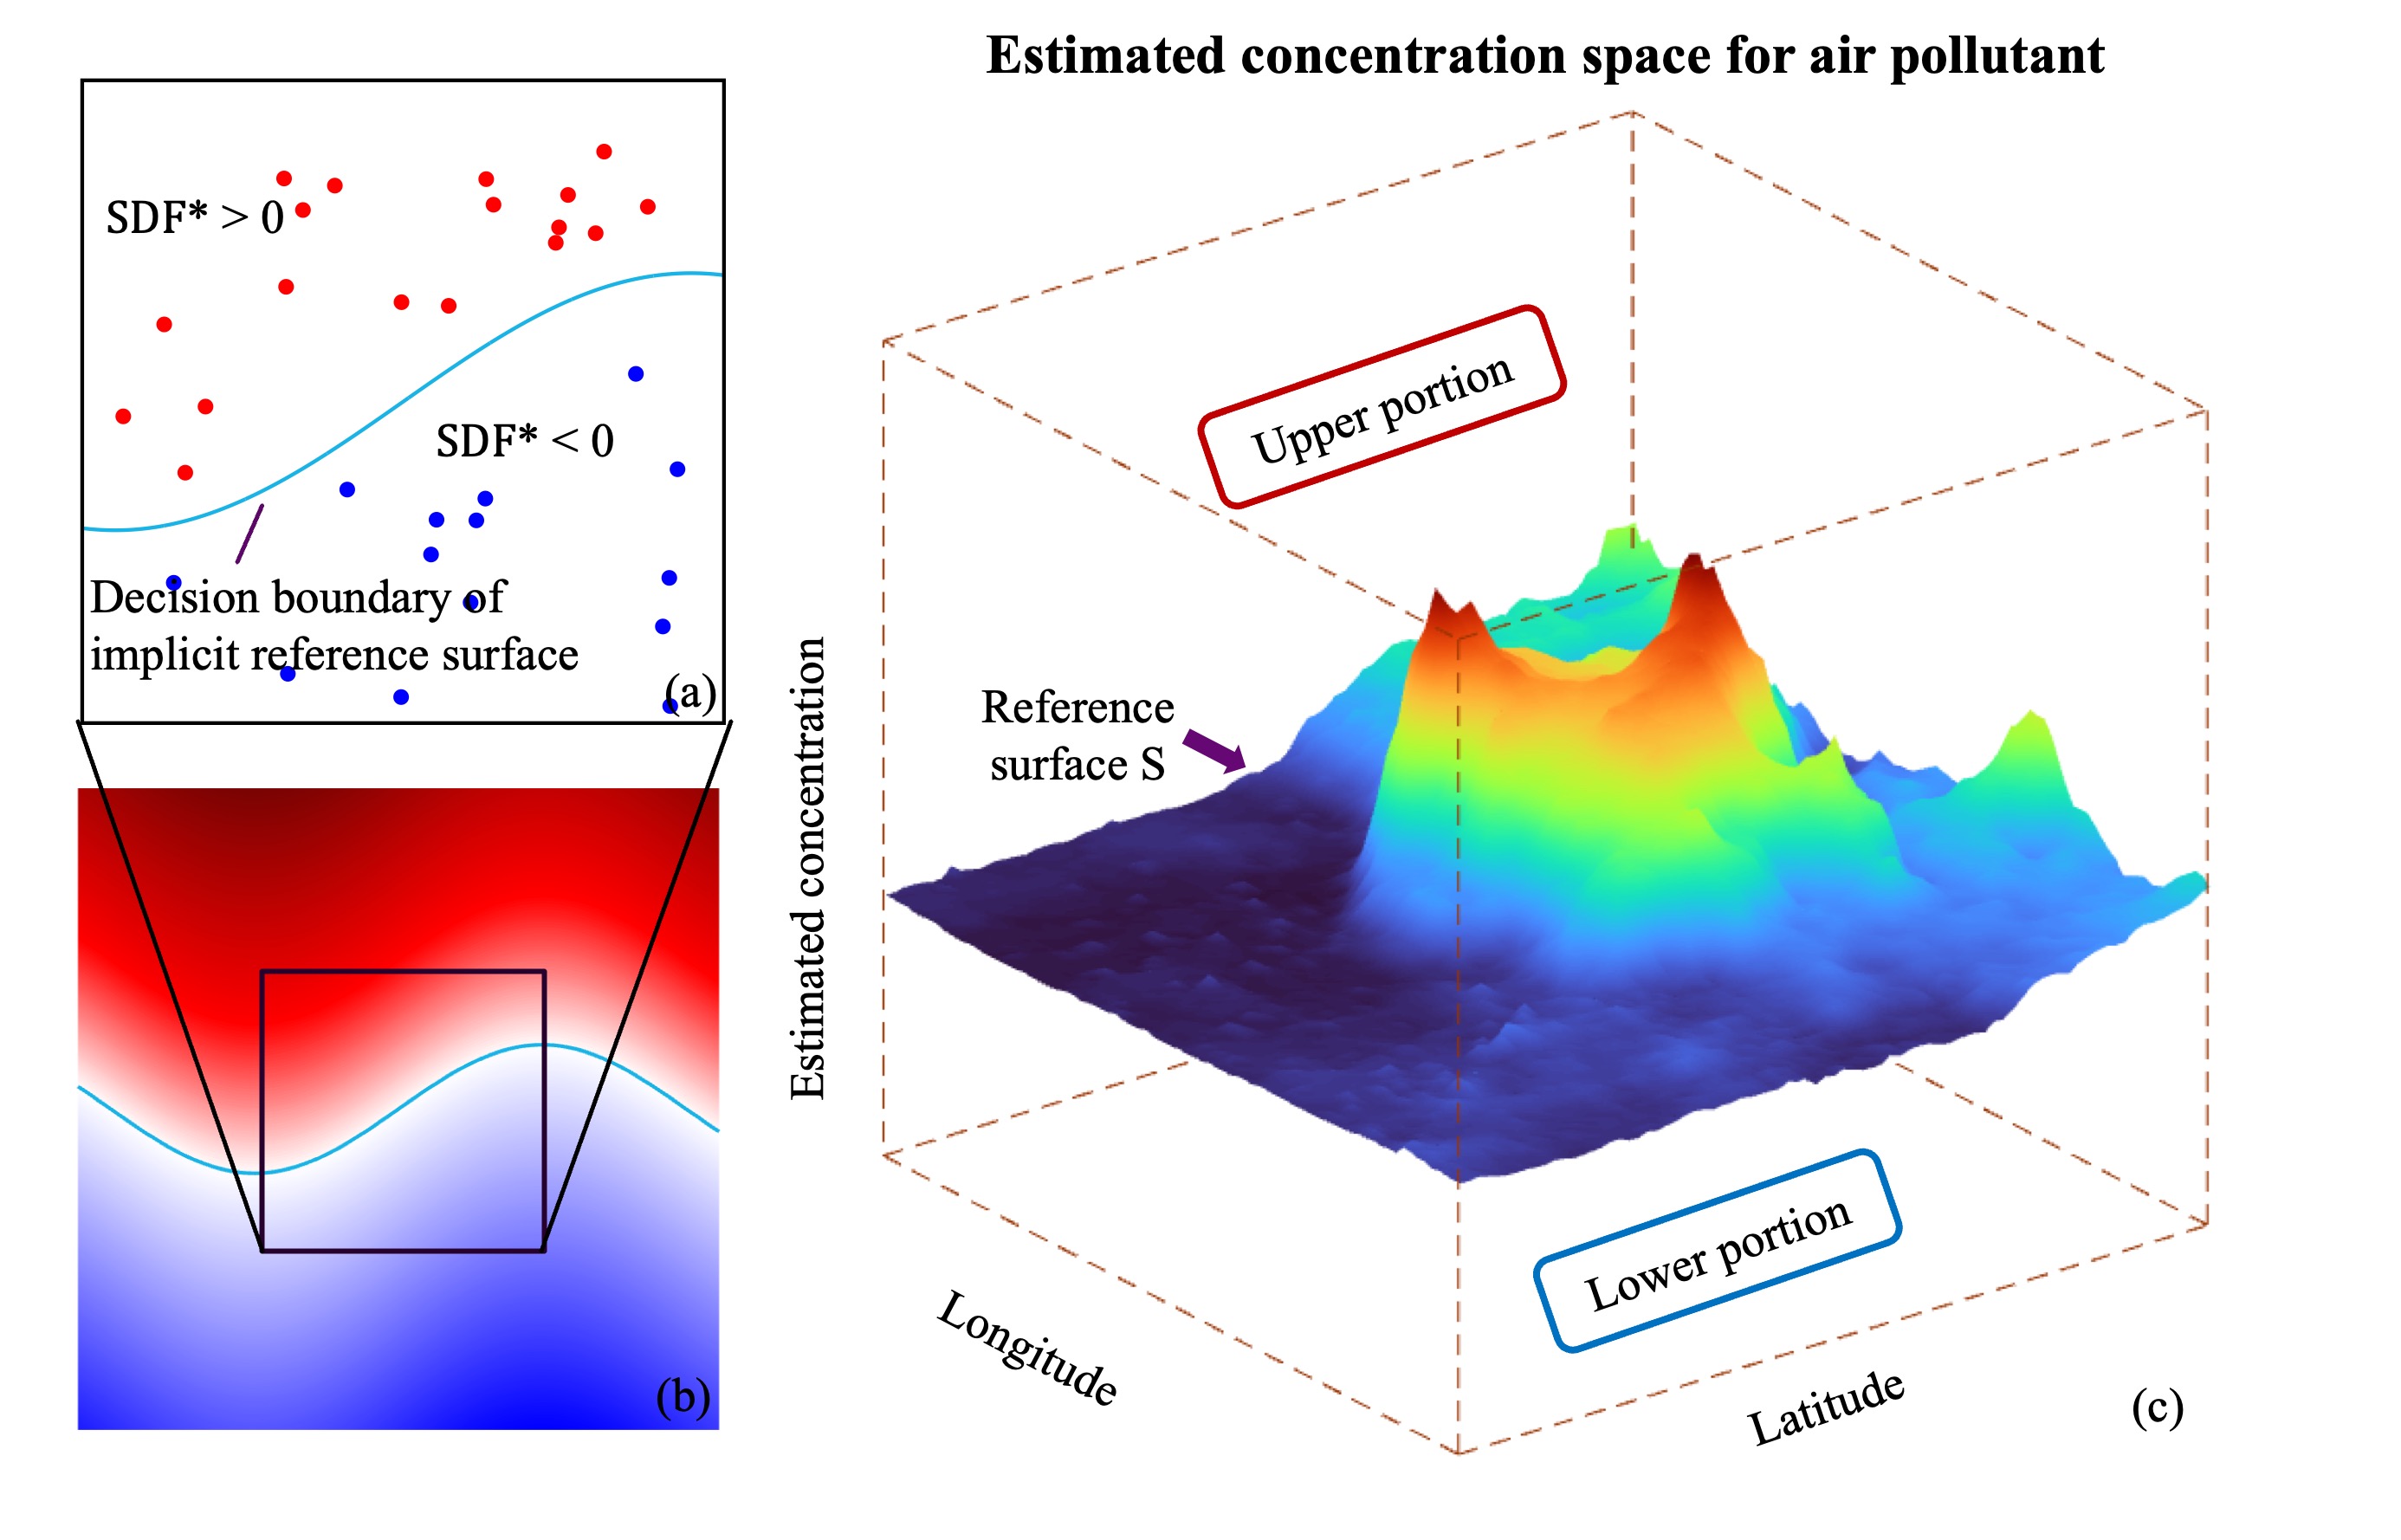 Estimated concentration space for air pollutant
SDF* > 0
SDF* < 0
Decision boundary of
implicit reference surface
(a)
(b)
Upper portion
Reference
surface S
Estimated concentration
Lower portion
Longitude
Latitude
(c)